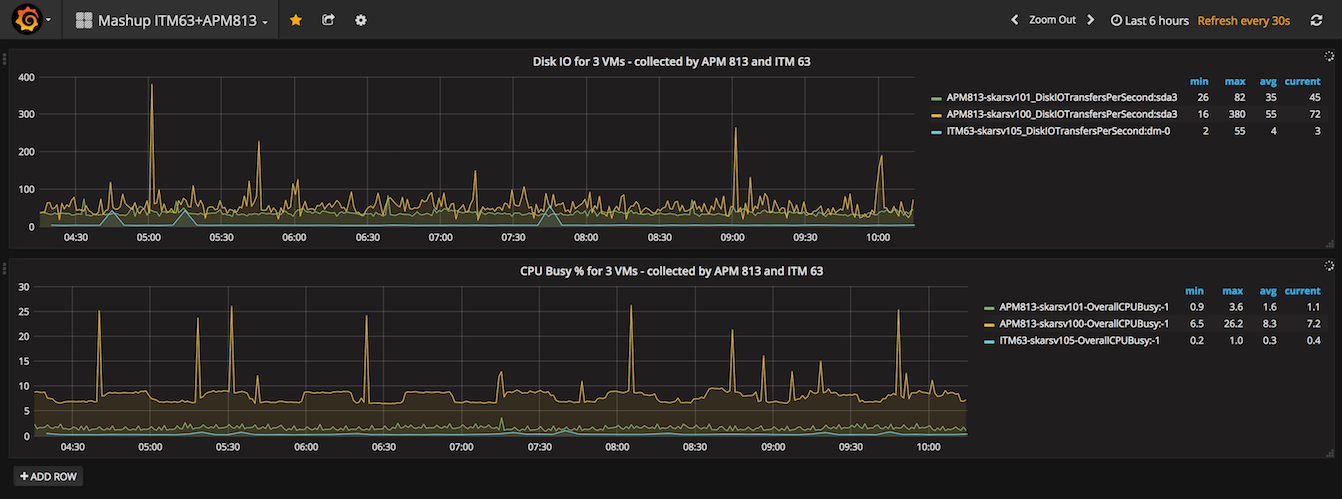 Mashup ITM63+APM813
Zoom Out
Last 6 hours
Refresh every 30s
Disk IO for 3 VMs - collected by APM 813 and ITM 63
400
300
200
100
0
04:30 05:00 05:30 06:00 06:30 07:00 07:30 08:00 08:30 09:00 09:30 10:00
min max avg current
APM813-skarsv101_DiskIOTransfersPerSecond:sda3 26 82 35 45
APM813-skarsv100_DiskIOTransfersPerSecond:sda3 16 380 55 72
ITM63-skarsv105_DiskIOTransfersPerSecond:dm-0 2 55 4 3
CPU Busy % for 3 VMs - collected by APM 813 and ITM 63
30
25
20
15
10
5
0
04:30 05:00 05:30 06:00 06:30 07:00 07:30 08:00 08:30 09:00 09:30 10:00
min max avg current
APM813-skarsv101-OverallCPUBusy:-1 0.9 3.6 1.6 1.1
APM813-skarsv100-OverallCPUBusy:-1 6.5 26.2 8.3 7.2
ITM63-skarsv105-OverallCPUBusy:-1 0.2 1.0 0.3 0.4
+ ADD ROW